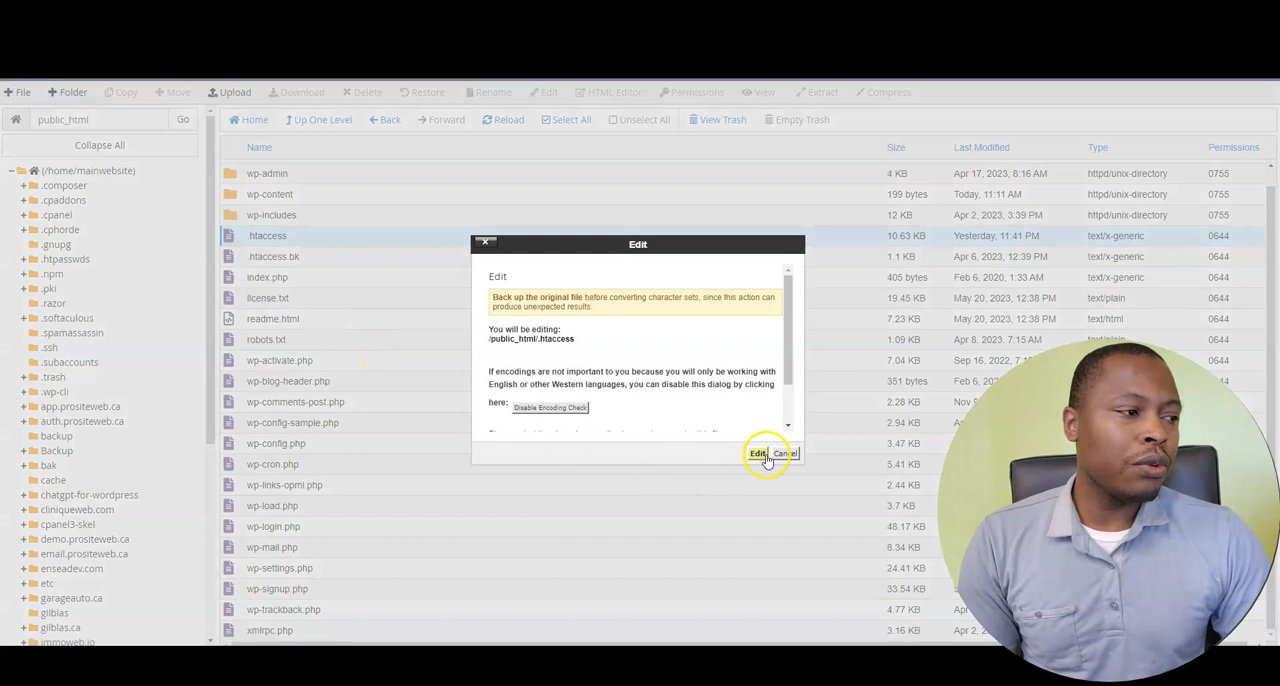 File Folder Copy Move Upload Download Delete Restore Rename Edit HTML Editor Permissions View Extract Compress
public_html Go Home Up One Level Back Forward Reload Select All Unselect All View Trash Empty Trash
Collapse All
(/home/mainwebsite)
.composer
.cpaddons
.cpanel
.cphorde
.gnupg
.htpasswds
.npm
.pki
.razor
.softaculous
.spamassassin
.ssh
.subaccounts
.trash
.wp-cli
app.prositeweb.ca
auth.prositeweb.ca
backup
Backup
bak
cache
chatgpt-for-wordpress
cliniqueweb.com
cpanel3-skel
demo.prositeweb.ca
email.prositeweb.ca
enseadev.com
etc
garageauto.ca
gilblas
gilblas.ca
immoweb.io
Name Size Last Modified Type Permissions
wp-admin 4 KB Apr 17, 2023, 8:16 AM httpd/unix-directory 0755
wp-content 199 bytes Today, 11:11 AM httpd/unix-directory 0755
wp-includes 12 KB Apr 2, 2023, 3:39 PM httpd/unix-directory 0755
.htaccess 10.63 KB Yesterday, 11:41 PM text/x-generic 0644
.htaccess.bk 1.1 KB Apr 6, 2023, 12:39 PM text/x-generic 0644
index.php 405 bytes Feb 6, 2020, 1:33 AM text/x-generic 0644
license.txt 19.45 KB May 20, 2023, 12:38 PM text/plain 0644
readme.html 7.23 KB May 20, 2023, 12:38 PM text/html 0644
robots.txt 1.09 KB Apr 8, 2023, 7:42 PM text/plain 0644
wp-activate.php 7.04 KB Sep 16, 2022, 0644
wp-blog-header.php 351 bytes Feb 6, 0644
wp-comments-post.php 2.28 KB Nov
wp-config-sample.php 2.94 KB
wp-config.php 3.47 KB
wp-cron.php 5.41 KB
wp-links-opml.php 2.44 KB
wp-load.php 3.7 KB
wp-login.php 48.17 KB
wp-mail.php 8.34 KB
wp-settings.php 24.41 KB
wp-signup.php 33.54 KB
wp-trackback.php 4.77 KB
xmlrpc.php 3.16 KB Apr 2,
Edit
Edit
Back up the original file before converting character sets, since this action can
produce unexpected results.
You will be editing:
/public_html/.htaccess
If encodings are not important to you because you will only be working with
English or other Western languages, you can disable this dialog by clicking
here: Disable Encoding Check
Edit Cancel